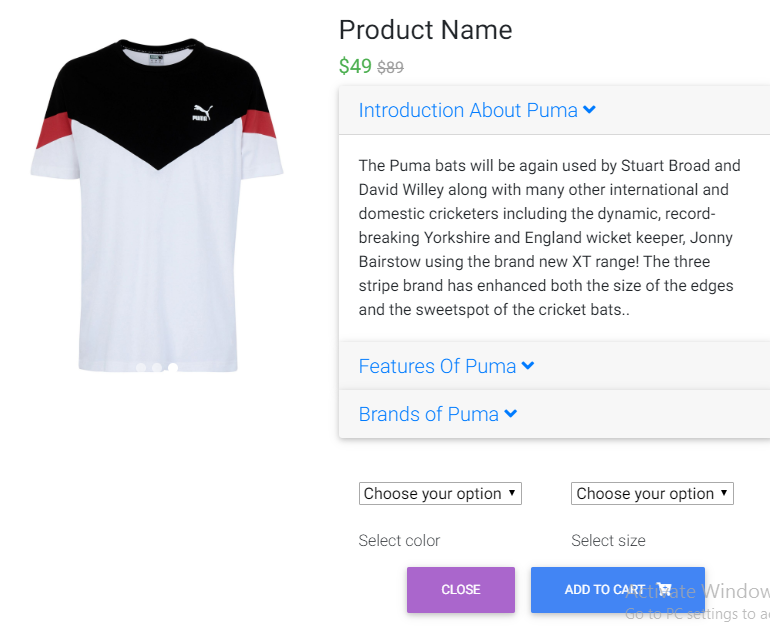 Product Name
$49 $89
Introduction About Puma
The Puma bats will be again used by Stuart Broad and
David Willey along with many other international and
domestic cricketers including the dynamic, record-
breaking Yorkshire and England wicket keeper, Jonny
Bairstow using the brand new XT range! The three
stripe brand has enhanced both the size of the edges
and the sweetspot of the cricket bats..
Features Of Puma
Brands of Puma
Choose your option Choose your option
Select color Select size
CLOSE ADD TO CART
Activate Window
Go to PC settings to a
PUMA